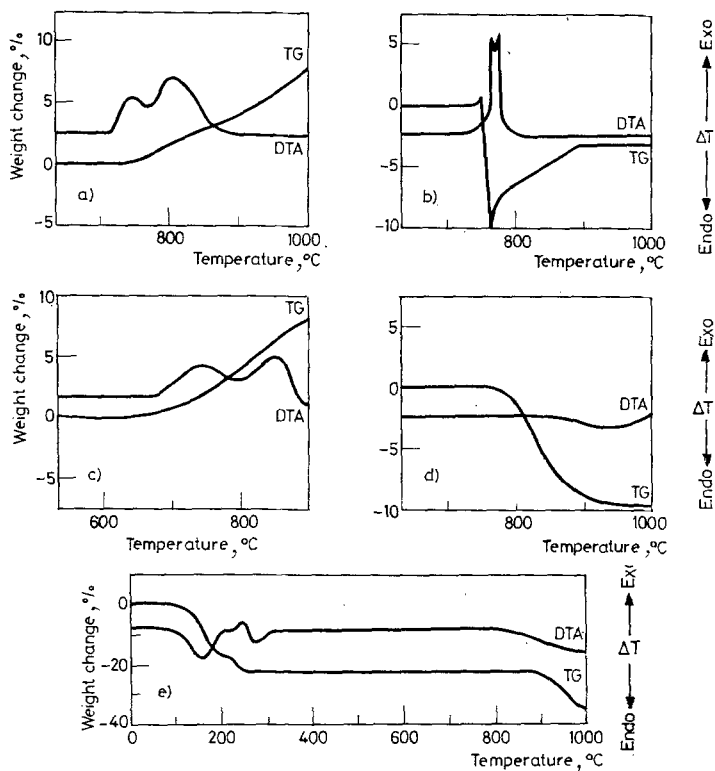 Weight change, %
10
5
0
-5
TG
DTA
a)
800
1000
Temperature, °C
5
0
-5
-10
DTA
TG
b)
800
1000
Temperature, °C
Endo ΔT Exo
Weight change, %
10
5
0
-5
TG
DTA
c)
600
800
Temperature, °C
5
0
-5
-10
DTA
TG
d)
800
1000
Temperature, °C
Endo ΔT Exo
Weight change, %
0
-20
-40
DTA
TG
e)
0
200
400
600
800
1000
Temperature, °C
Endo ΔT Ex